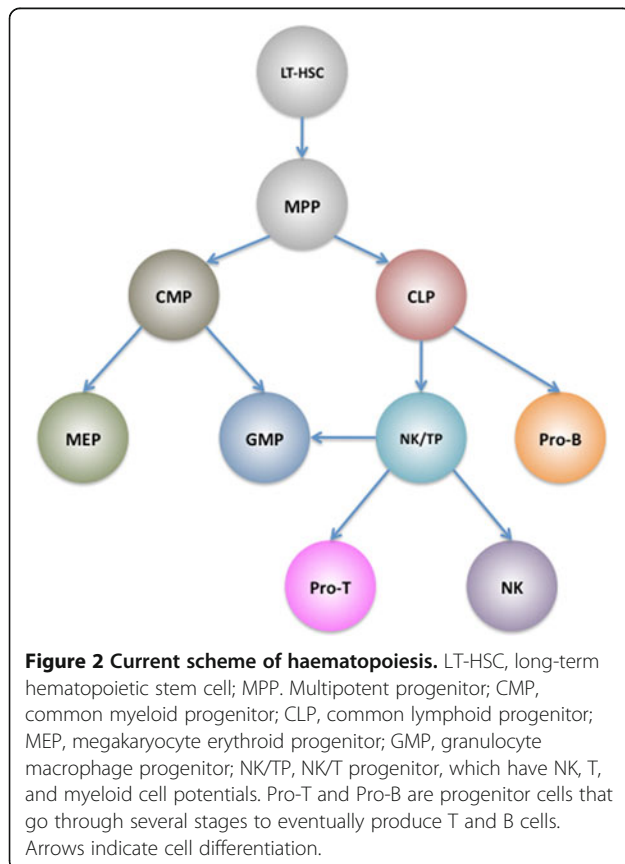 LT-HSC
MPP
CMP
CLP
MEP
GMP
NK/TP
Pro-B
Pro-T
NK
Figure 2 Current scheme of haematopoiesis. LT-HSC, long-term
hematopoietic stem cell; MPP. Multipotent progenitor; CMP,
common myeloid progenitor; CLP, common lymphoid progenitor;
MEP, megakaryocyte erythroid progenitor; GMP, granulocyte
macrophage progenitor; NK/TP, NK/T progenitor, which have NK, T,
and myeloid cell potentials. Pro-T and Pro-B are progenitor cells that
go through several stages to eventually produce T and B cells.
Arrows indicate cell differentiation.